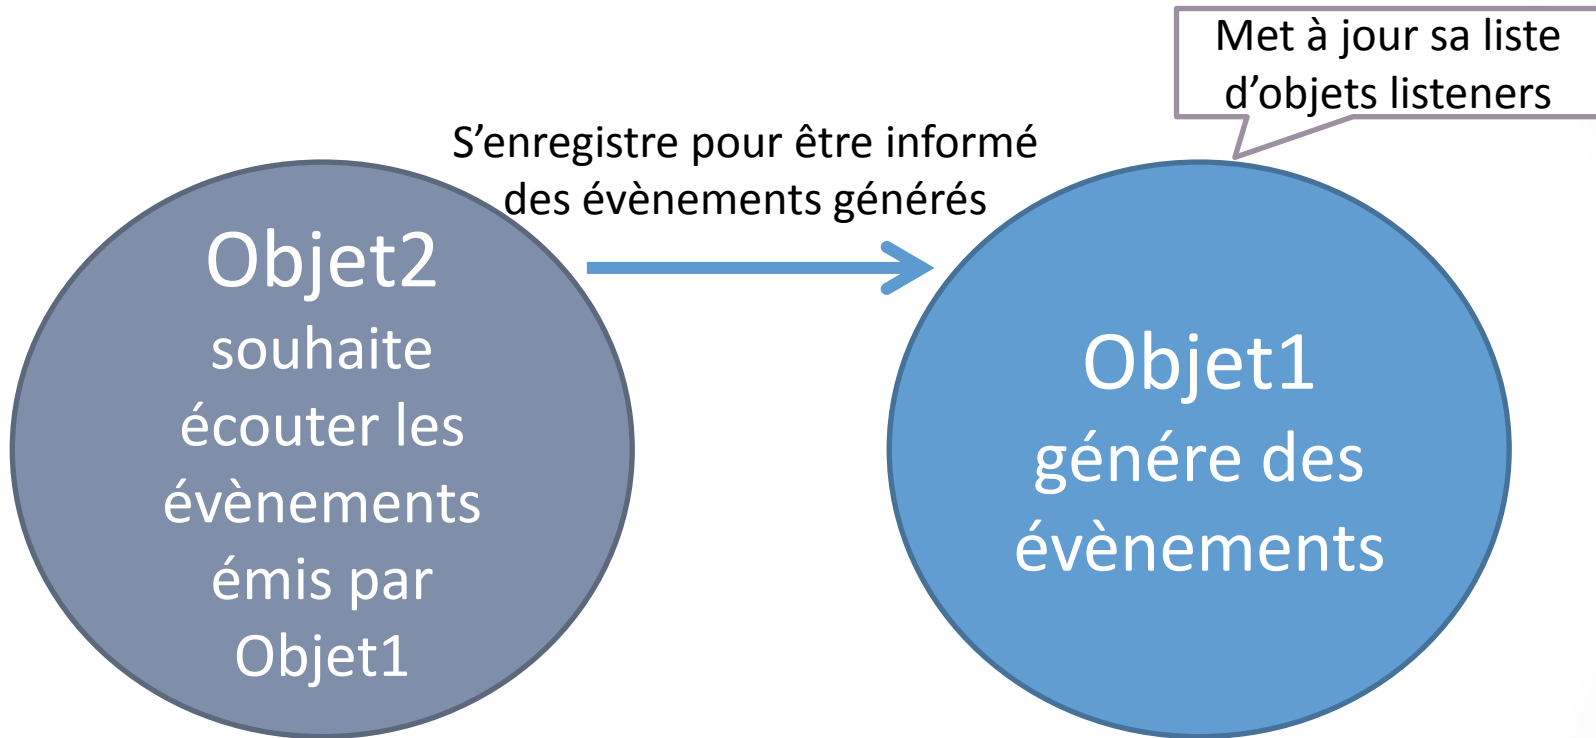 Met à jour sa liste
d’objets listeners
S’enregistre pour être informé
des évènements générés
Objet2
souhaite
écouter les
évènements
émis par
Objet1
Objet1
génére des
évènements